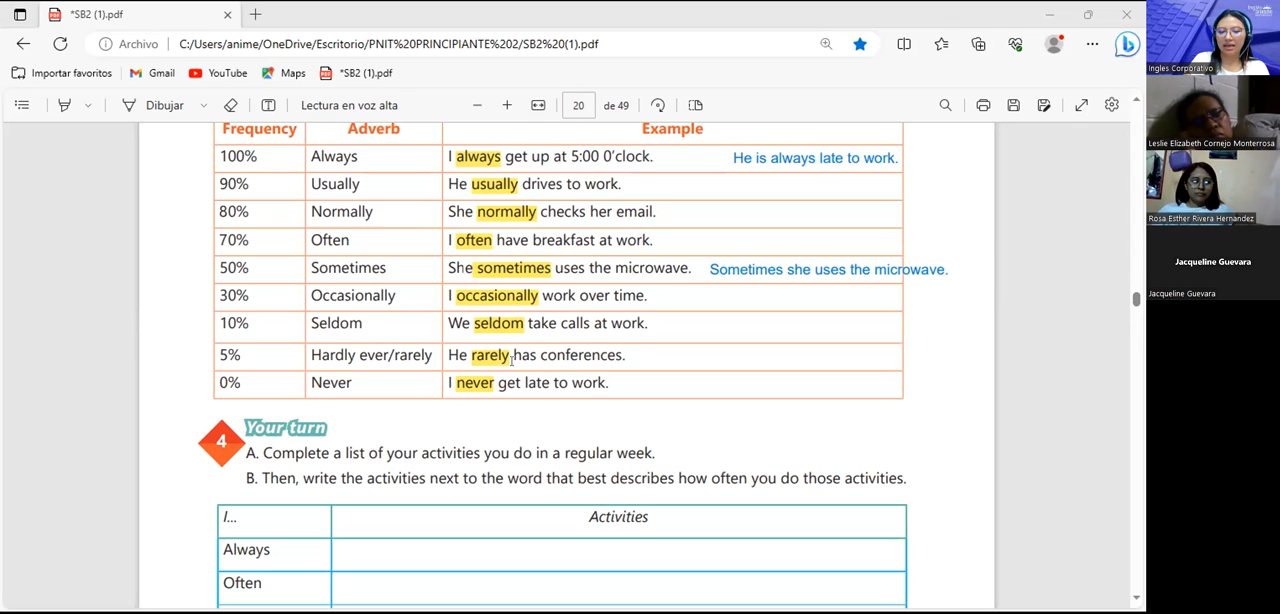 *SB2 (1).pdf
Archivo C:/Users/anime/OneDrive/Escritorio/PNIT%20PRINCIPIANTE%202/SB2%20(1).pdf
Importar favoritos Gmail YouTube Maps *SB2 (1).pdf
Dibujar Lectura en voz alta 20 de 49
Frequency Adverb Example
100% Always I always get up at 5:00 0'clock. He is always late to work.
90% Usually He usually drives to work.
80% Normally She normally checks her email.
70% Often I often have breakfast at work.
50% Sometimes She sometimes uses the microwave. Sometimes she uses the microwave.
30% Occasionally I occasionally work over time.
10% Seldom We seldom take calls at work.
5% Hardly ever/rarely He rarely has conferences.
0% Never I never get late to work.
4 Your turn
A. Complete a list of your activities you do in a regular week.
B. Then, write the activities next to the word that best describes how often you do those activities.
I... Activities
Always
Often
Ingles Corporativo
Leslie Elizabeth Cornejo Monterrosa
Rosa Esther Rivera Hernandez
Jacqueline Guevara
Jacqueline Guevara